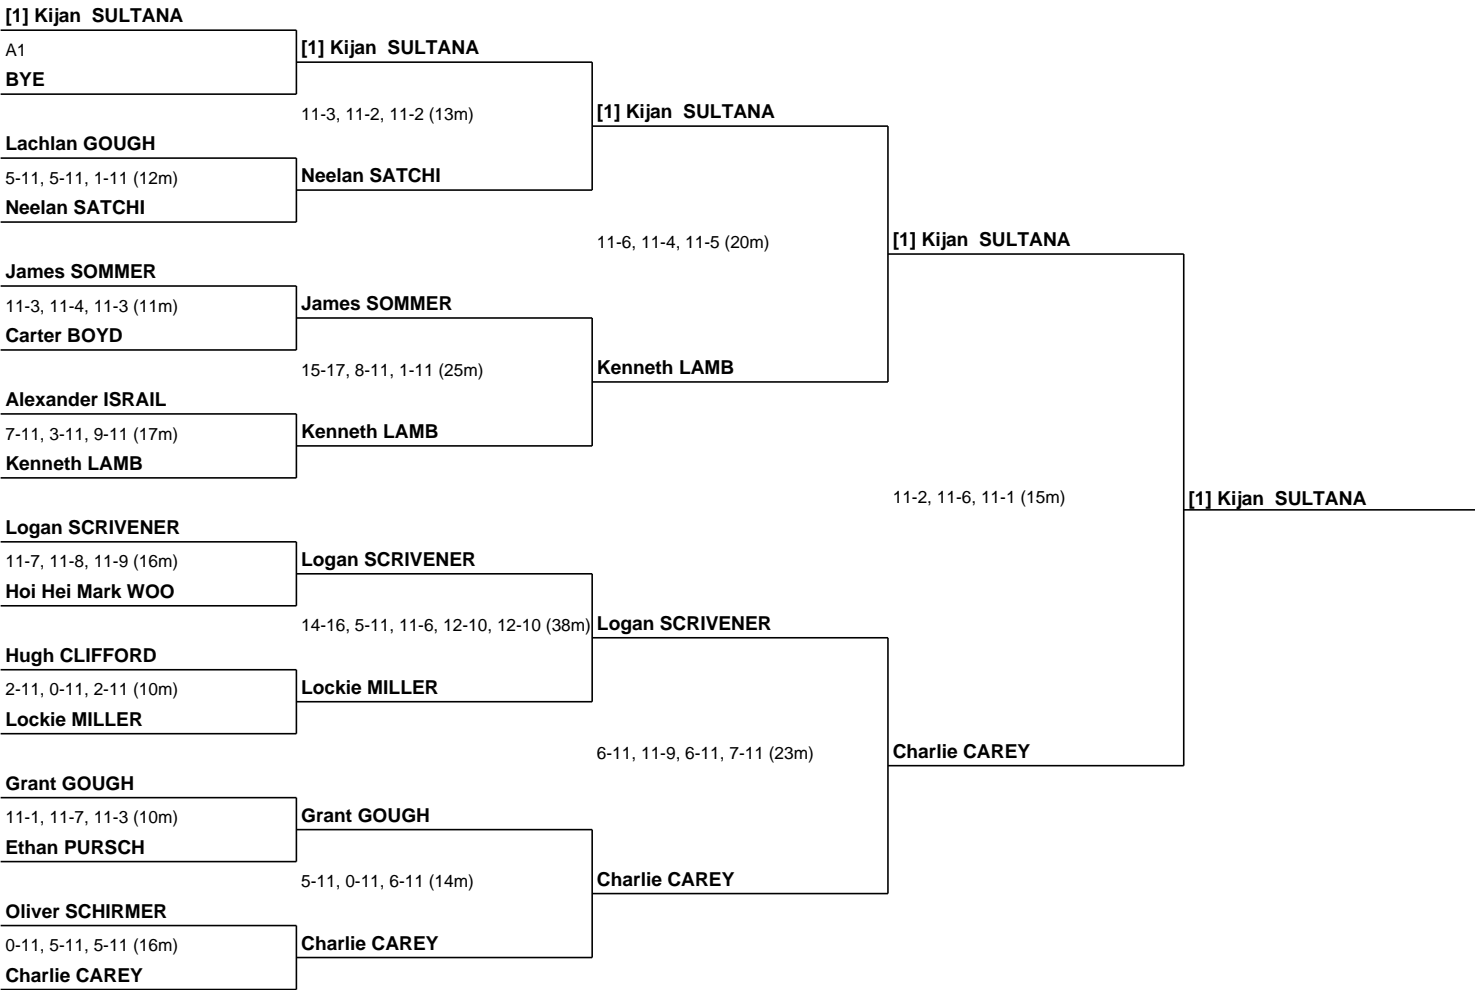 [1] Kijan SULTANA
A1
BYE
Lachlan GOUGH
5-11, 5-11, 1-11 (12m)
Neelan SATCHI
James SOMMER
11-3, 11-4, 11-3 (11m)
Carter BOYD
Alexander ISRAIL
7-11, 3-11, 9-11 (17m)
Kenneth LAMB
Logan SCRIVENER
11-7, 11-8, 11-9 (16m)
Hoi Hei Mark WOO
Hugh CLIFFORD
2-11, 0-11, 2-11 (10m)
Lockie MILLER
Grant GOUGH
11-1, 11-7, 11-3 (10m)
Ethan PURSCH
Oliver SCHIRMER
0-11, 5-11, 5-11 (16m)
Charlie CAREY
[1] Kijan SULTANA
11-3, 11-2, 11-2 (13m)
Neelan SATCHI
James SOMMER
15-17, 8-11, 1-11 (25m)
Kenneth LAMB
Logan SCRIVENER
14-16, 5-11, 11-6, 12-10, 12-10 (38m)
Lockie MILLER
Grant GOUGH
5-11, 0-11, 6-11 (14m)
Charlie CAREY
[1] Kijan SULTANA
11-6, 11-4, 11-5 (20m)
Kenneth LAMB
Logan SCRIVENER
6-11, 11-9, 6-11, 7-11 (23m)
Charlie CAREY
[1] Kijan SULTANA
11-2, 11-6, 11-1 (15m)
Charlie CAREY
[1] Kijan SULTANA